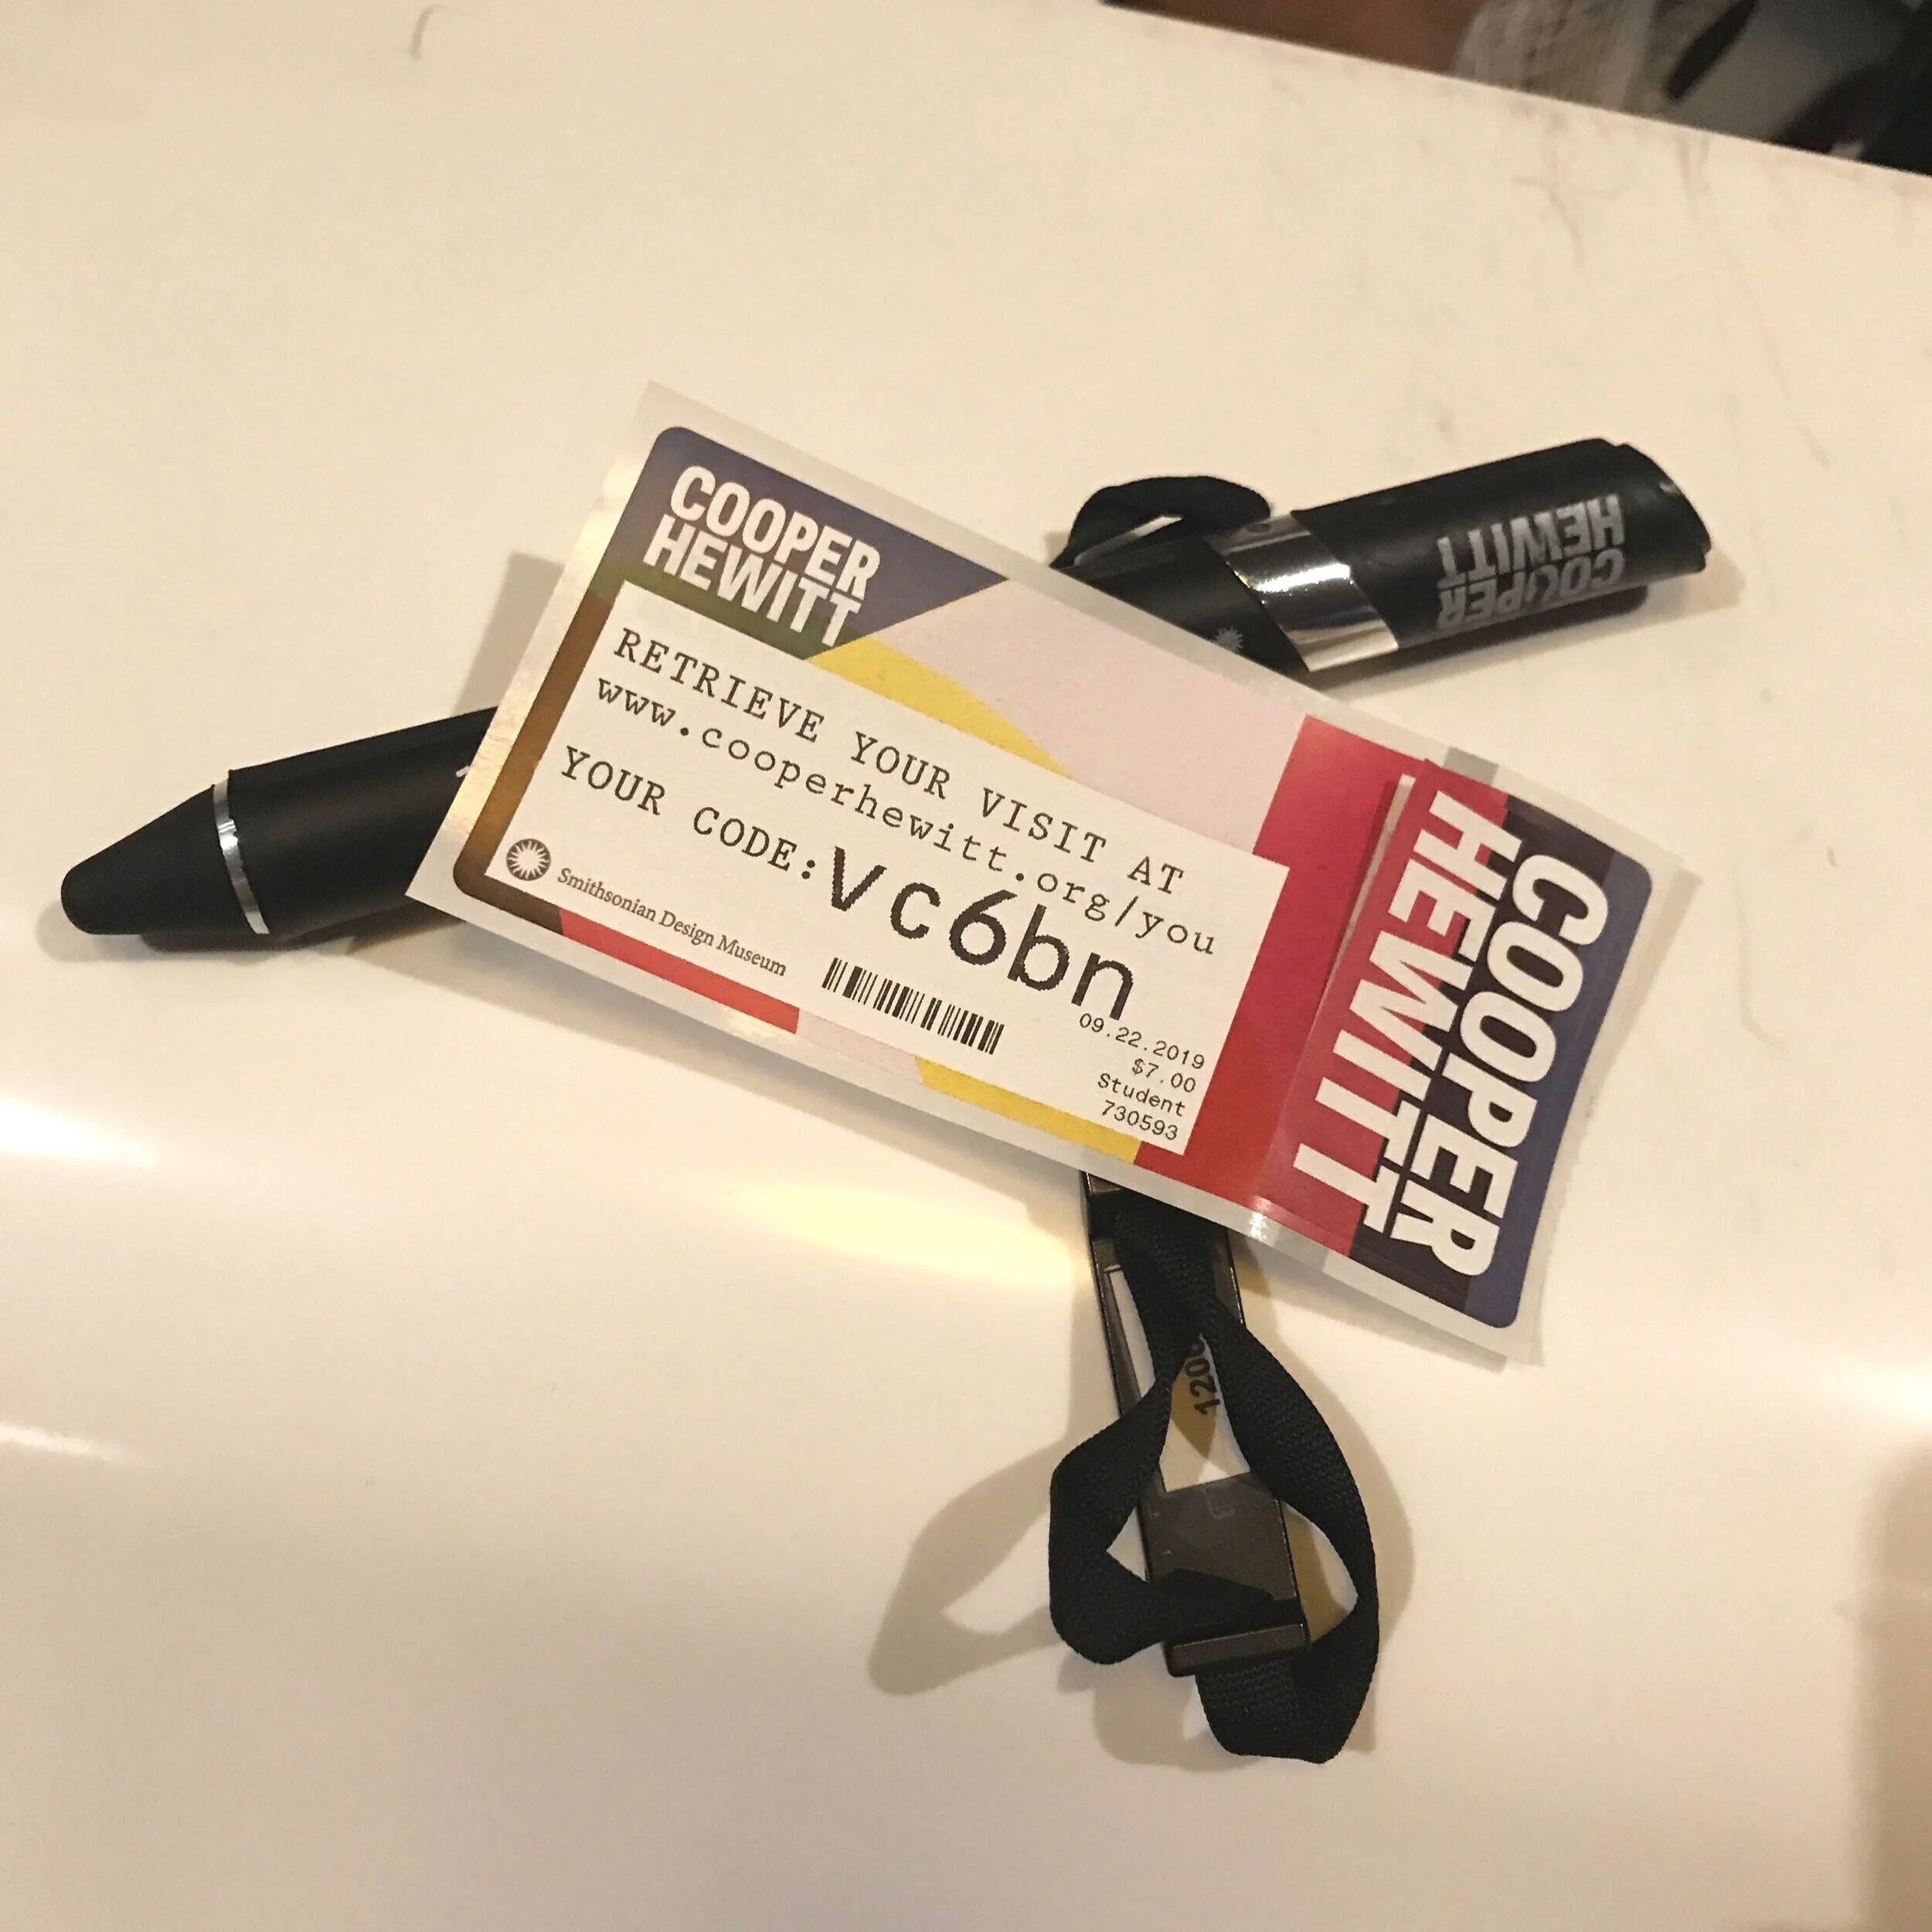 COOPER
HEWITT
RETRIEVE YOUR VISIT AT
www.cooperhewitt.org/you
YOUR CODE: vc6bn
Smithsonian Design Museum
09.22.2019
$7.00
Student
730593
COOPER
HEWITT
COOPER
HEWITT